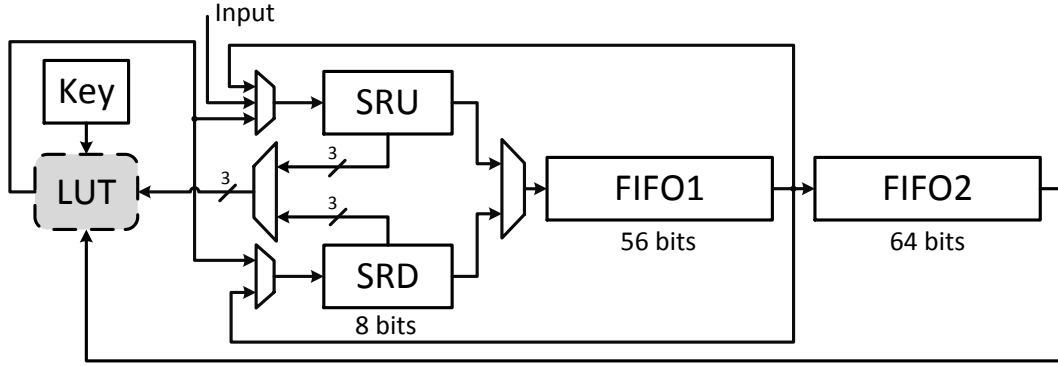 Input
Key
SRU
3
LUT
3
FIFO1
FIFO2
3
56 bits
64 bits
SRD
8 bits